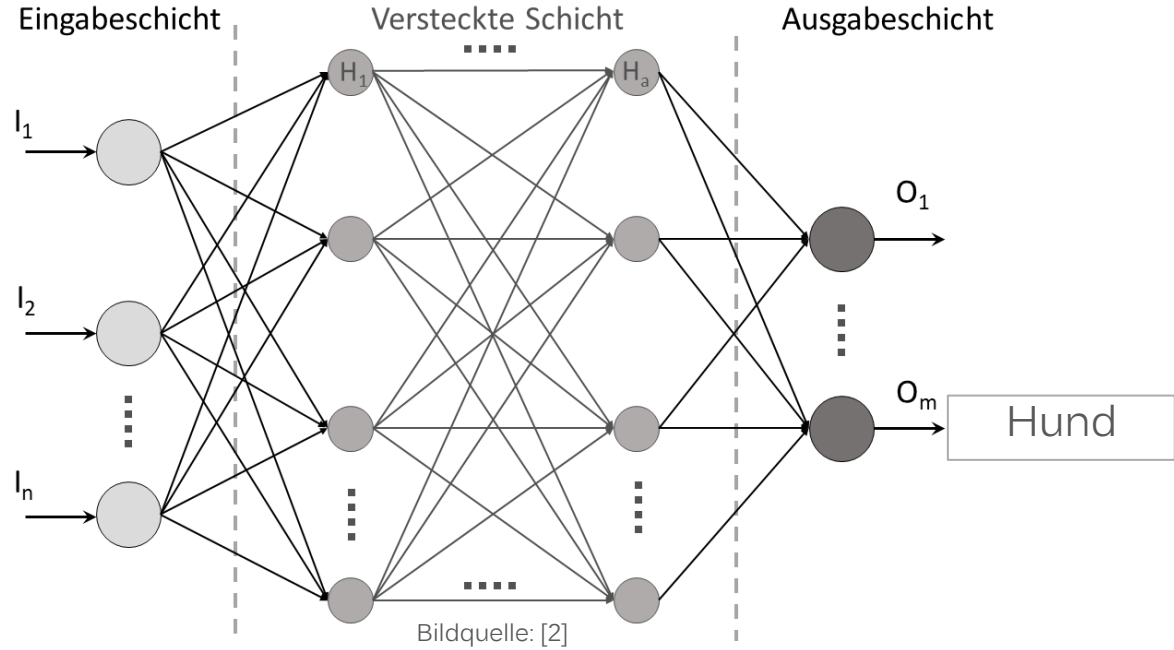 Eingabeschicht
Versteckte Schicht
Ausgabeschicht
H₁
Hₐ
I₁
O₁
I₂
Oₘ
Hund
Iₙ
Bildquelle: [2]